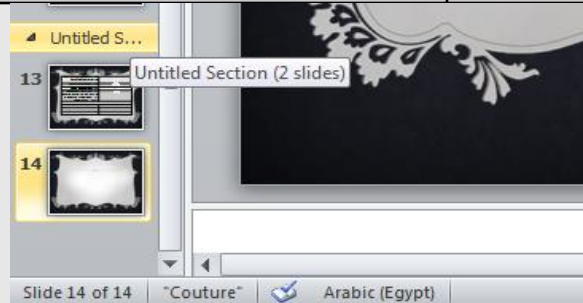 Untitled S...
13
Untitled Section (2 slides)
14
Slide 14 of 14
"Couture"
Arabic (Egypt)